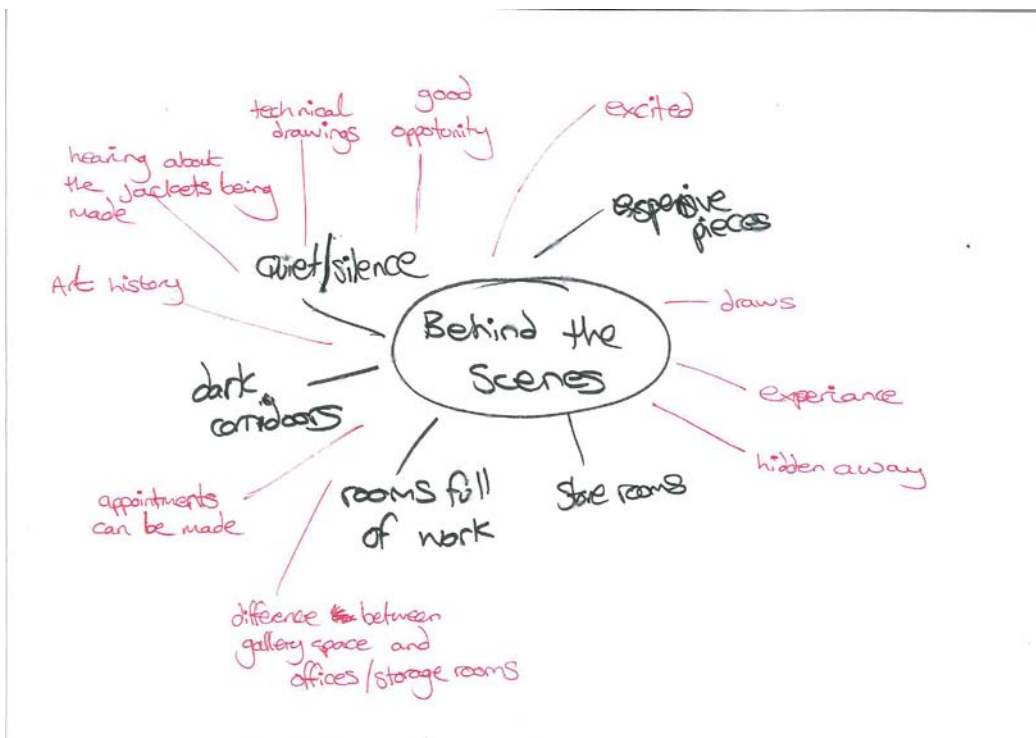 technical
drawings
good
oppotunity
excited
hearing about
the jackets being
made
expensive
pieces
quiet/silence
Art history
draws
Behind the
Scenes
dark
corridoors
experiance
hidden away
appointments
can be made
rooms full
of work
Store rooms
difference between
gallery space and
offices/storage rooms